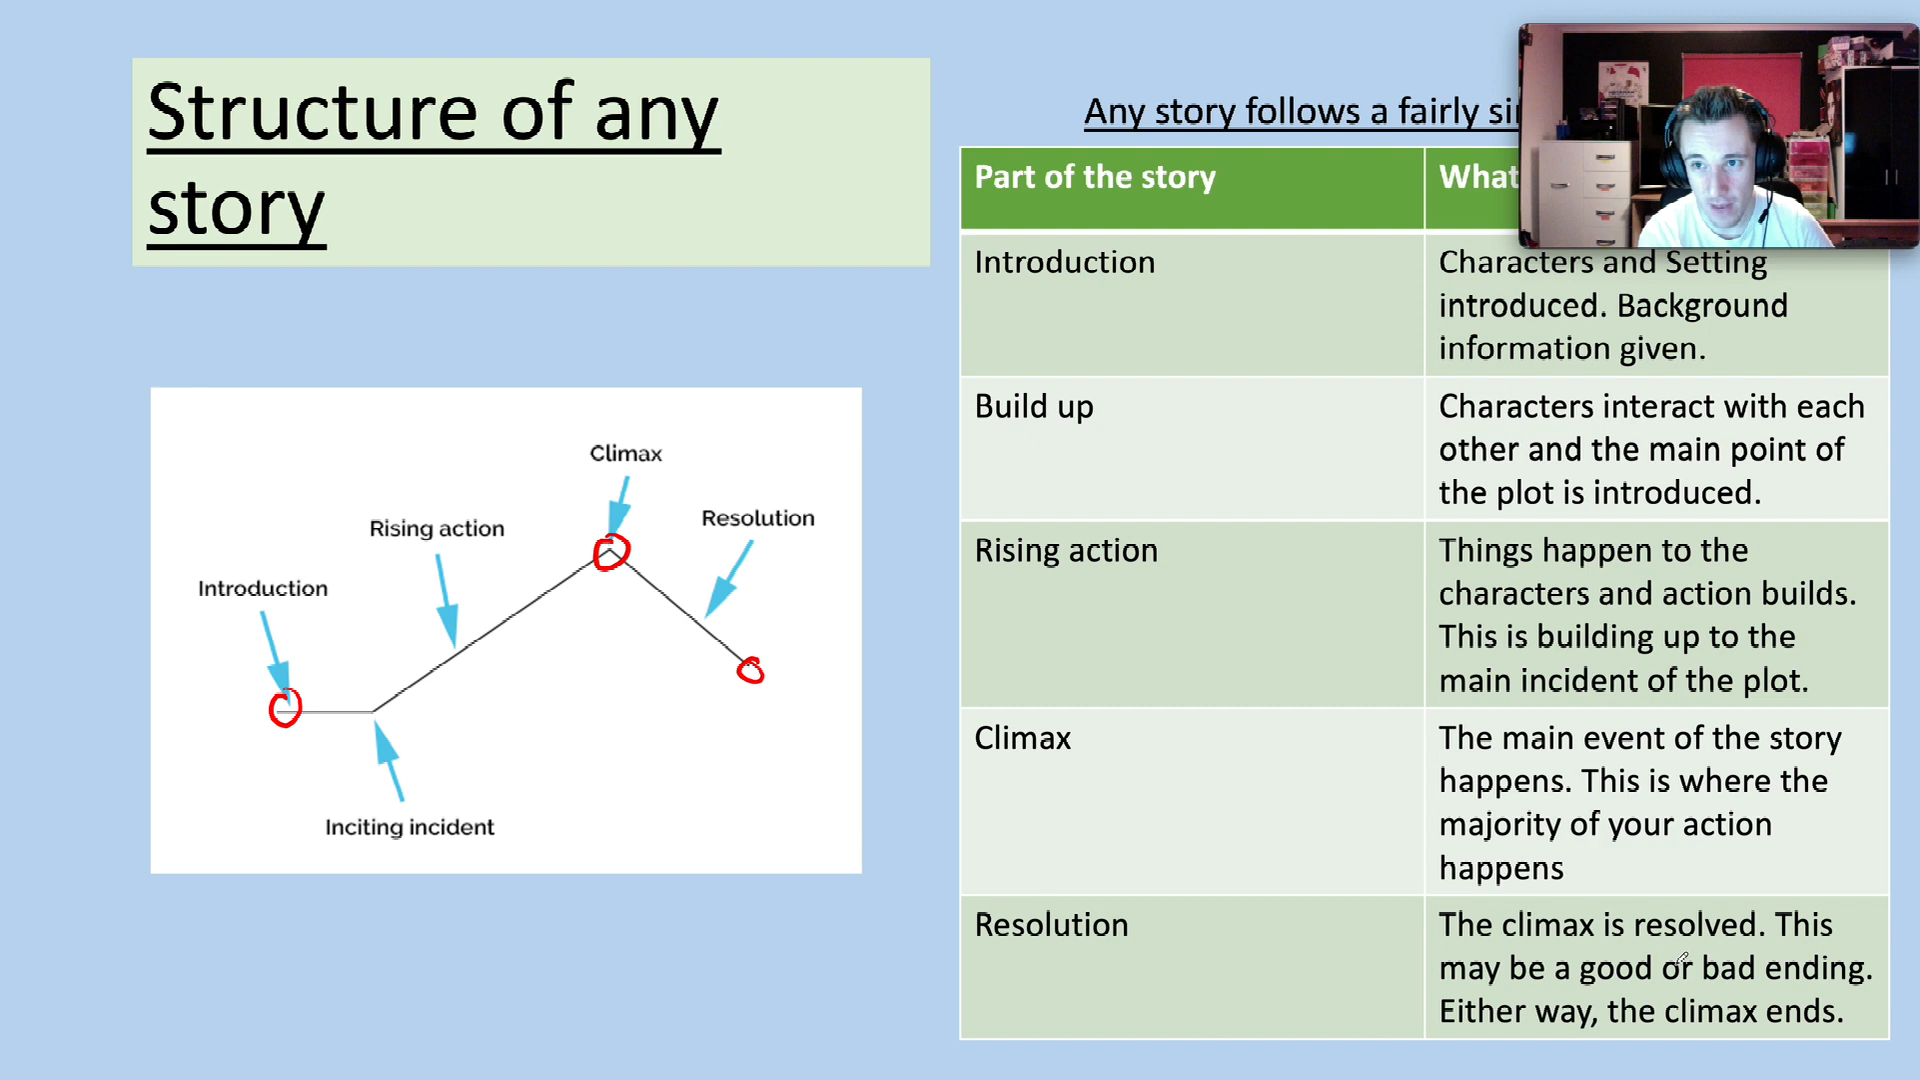 Structure of any
story
Any story follows a fairly
Part of the story
What
Introduction
Characters and Setting
introduced. Background
information given.
Build up
Characters interact with each
other and the main point of
the plot is introduced.
Rising action
Things happen to the
characters and action builds.
This is building up to the
main incident of the plot.
Climax
The main event of the story
happens. This is where the
majority of your action
happens
Resolution
The climax is resolved. This
may be a good or bad ending.
Either way, the climax ends.
Climax
Resolution
Rising action
Introduction
Inciting incident